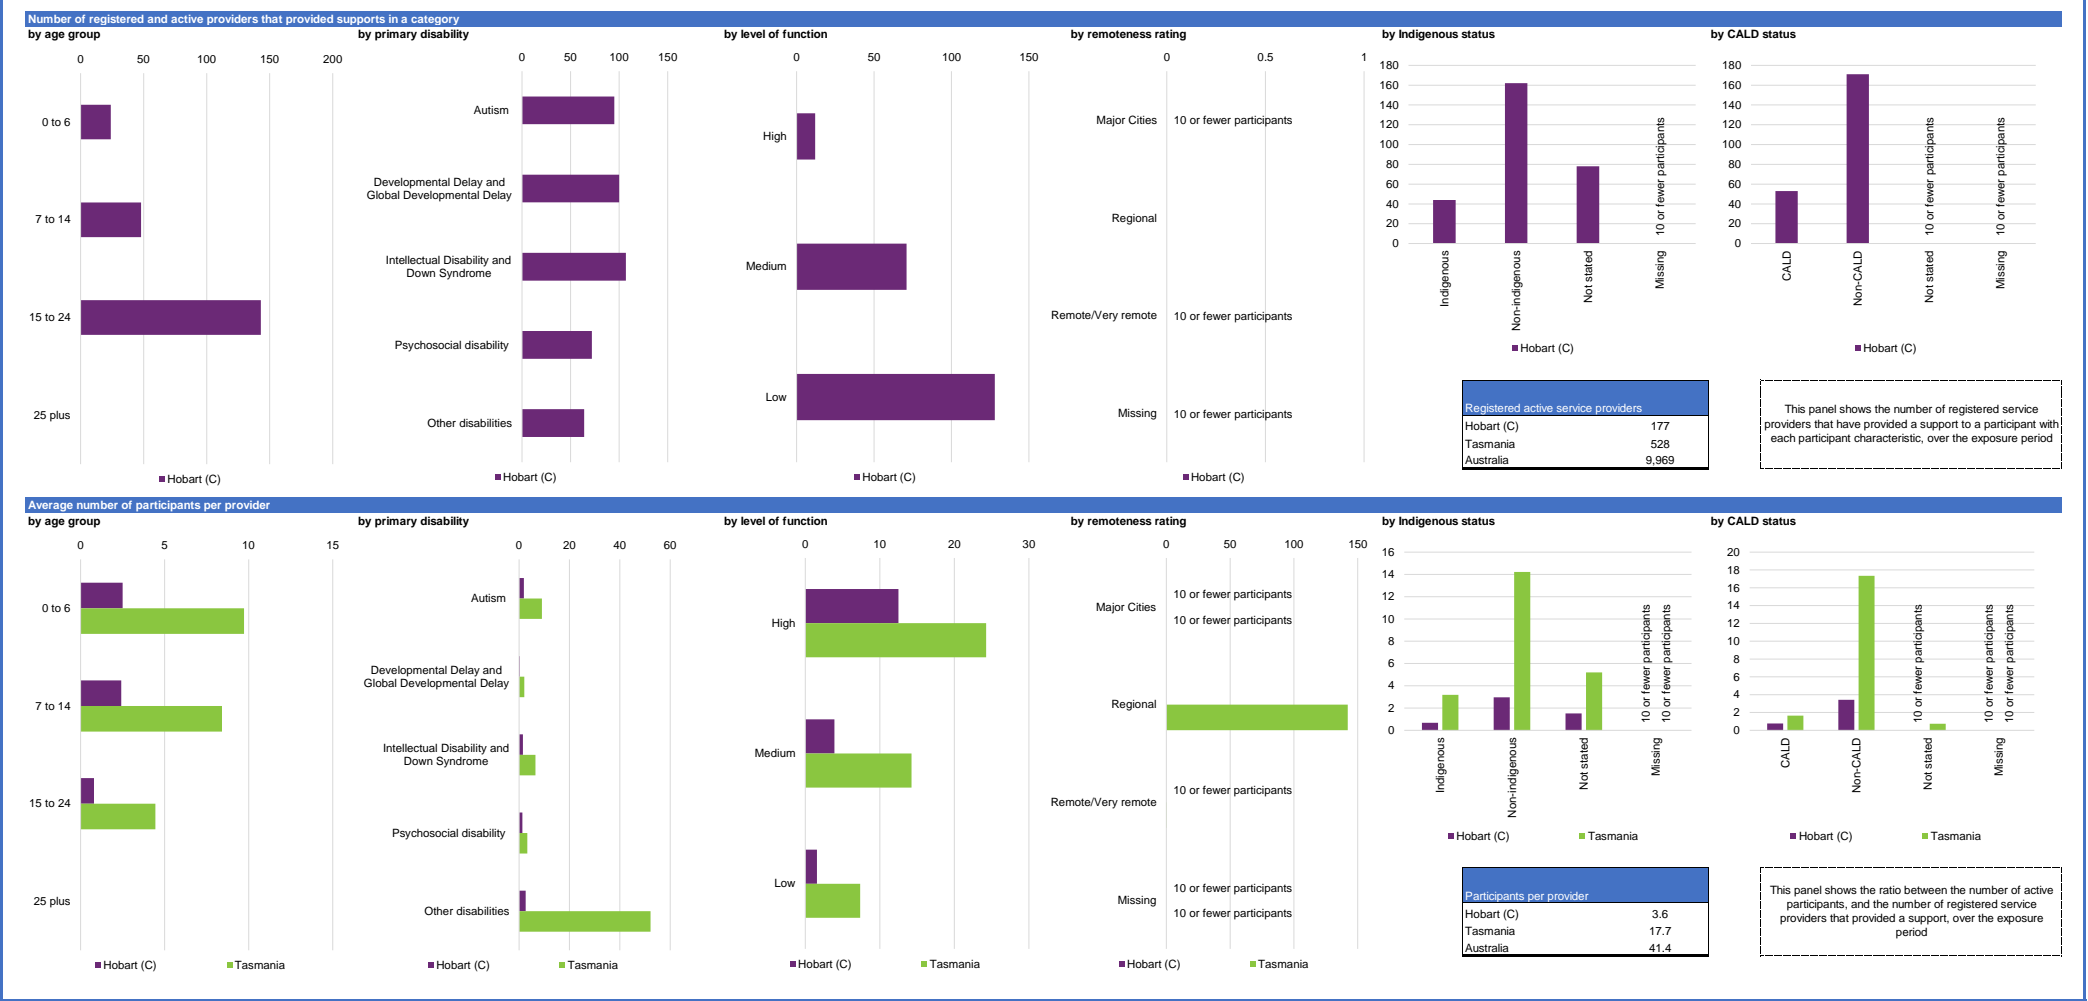 Number of registered and active providers that provided supports in a category
by age group
0 50 100 150 200
0 to 6
7 to 14
15 to 24
25 plus
Hobart (C)
by primary disability
0 50 100 150
Autism
Developmental Delay and
Global Developmental Delay
Intellectual Disability and
Down Syndrome
Psychosocial disability
Other disabilities
Hobart (C)
by level of function
0 50 100 150
High
Medium
Low
Hobart (C)
by remoteness rating
0 0.5 1
Major Cities 10 or fewer participants
Regional
Remote/Very remote 10 or fewer participants
Missing 10 or fewer participants
Hobart (C)
by Indigenous status
180
160
140
120
100
80
60
40
20
0
10 or fewer participants
Indigenous
Non-indigenous
Not stated
Missing
Hobart (C)
by CALD status
180
160
140
120
100
80
60
40
20
0
10 or fewer participants
10 or fewer participants
CALD
Non-CALD
Not stated
Missing
Hobart (C)
Registered active service providers
Hobart (C) 177
Tasmania 528
Australia 9,969
This panel shows the number of registered service
providers that have provided a support to a participant with
each participant characteristic, over the exposure period
Average number of participants per provider
by age group
0 5 10 15
0 to 6
7 to 14
15 to 24
25 plus
Hobart (C) Tasmania
by primary disability
0 20 40 60
Autism
Developmental Delay and
Global Developmental Delay
Intellectual Disability and
Down Syndrome
Psychosocial disability
Other disabilities
Hobart (C) Tasmania
by level of function
0 10 20 30
High
Medium
Low
Hobart (C) Tasmania
by remoteness rating
0 50 100 150
10 or fewer participants
Major Cities
10 or fewer participants
Regional
10 or fewer participants
Remote/Very remote
10 or fewer participants
Missing
10 or fewer participants
Hobart (C) Tasmania
by Indigenous status
16
14
12
10
8
6
4
2
0
10 or fewer participants
10 or fewer participants
Indigenous
Non-indigenous
Not stated
Missing
Hobart (C) Tasmania
by CALD status
20
18
16
14
12
10
8
6
4
2
0
10 or fewer participants
10 or fewer participants
10 or fewer participants
CALD
Non-CALD
Not stated
Missing
Hobart (C) Tasmania
Participants per provider
Hobart (C) 3.6
Tasmania 17.7
Australia 41.4
This panel shows the ratio between the number of active
participants, and the number of registered service
providers that provided a support, over the exposure
period